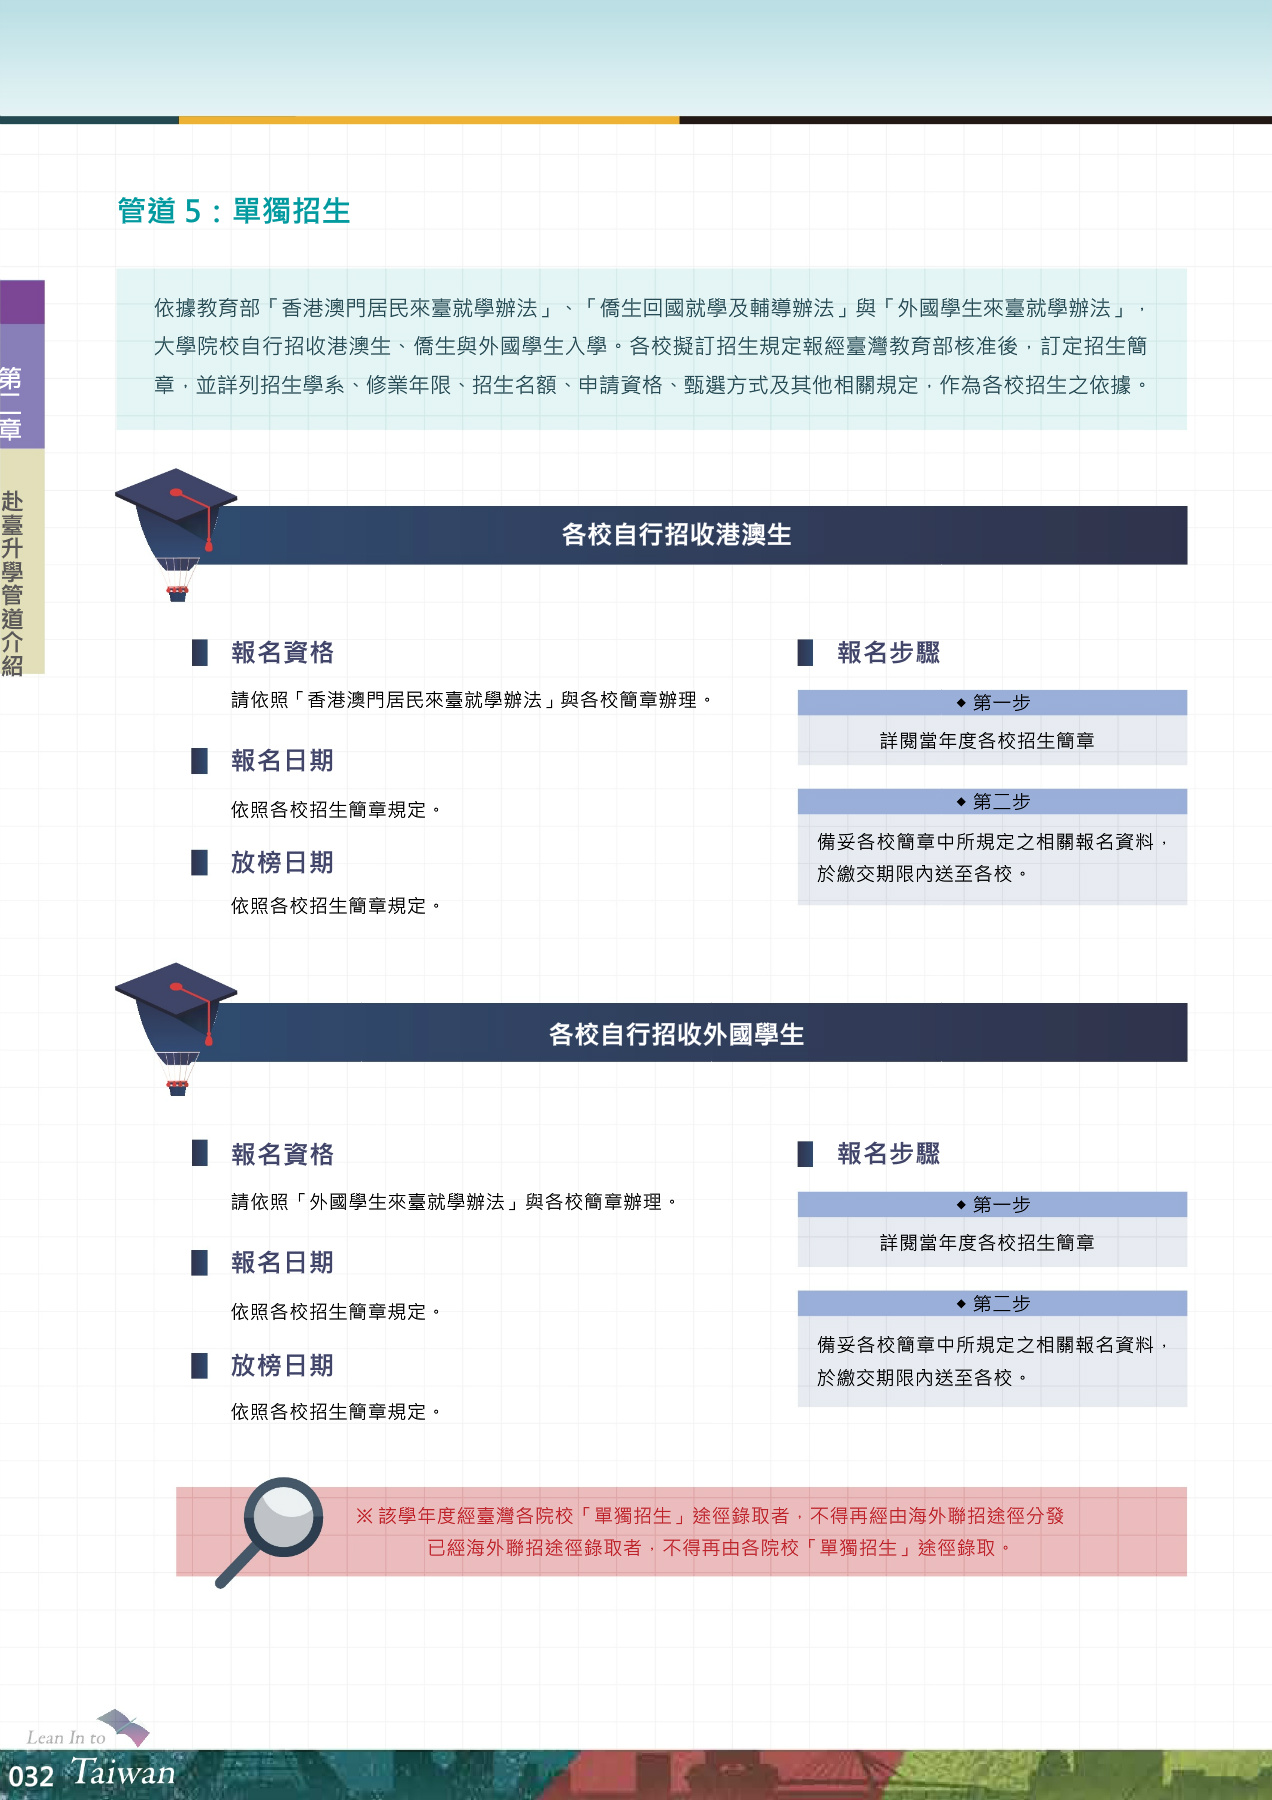 管道 5：單獨招生
依據教育部「香港澳門居民來臺就學辦法」、「僑生回國就學及輔導辦法」與「外國學生來臺就學辦法」，
大學院校自行招收港澳生、僑生與外國學生入學。各校擬訂招生規定報經臺灣教育部核准後，訂定招生簡
章，並詳列招生學系、修業年限、招生名額、申請資格、甄選方式及其他相關規定，作為各校招生之依據。
第二章
赴臺升學管道介紹
各校自行招收港澳生
報名資格
請依照「香港澳門居民來臺就學辦法」與各校簡章辦理。
報名日期
依照各校招生簡章規定。
放榜日期
依照各校招生簡章規定。
報名步驟
◆ 第一步
詳閱當年度各校招生簡章
◆ 第二步
備妥各校簡章中所規定之相關報名資料，
於繳交期限內送至各校。
各校自行招收外國學生
報名資格
請依照「外國學生來臺就學辦法」與各校簡章辦理。
報名日期
依照各校招生簡章規定。
放榜日期
依照各校招生簡章規定。
報名步驟
◆ 第一步
詳閱當年度各校招生簡章
◆ 第二步
備妥各校簡章中所規定之相關報名資料，
於繳交期限內送至各校。
※ 該學年度經臺灣各院校「單獨招生」途徑錄取者，不得再經由海外聯招途徑分發
已經海外聯招途徑錄取者，不得再由各院校「單獨招生」途徑錄取。
Lean In to
032 Taiwan